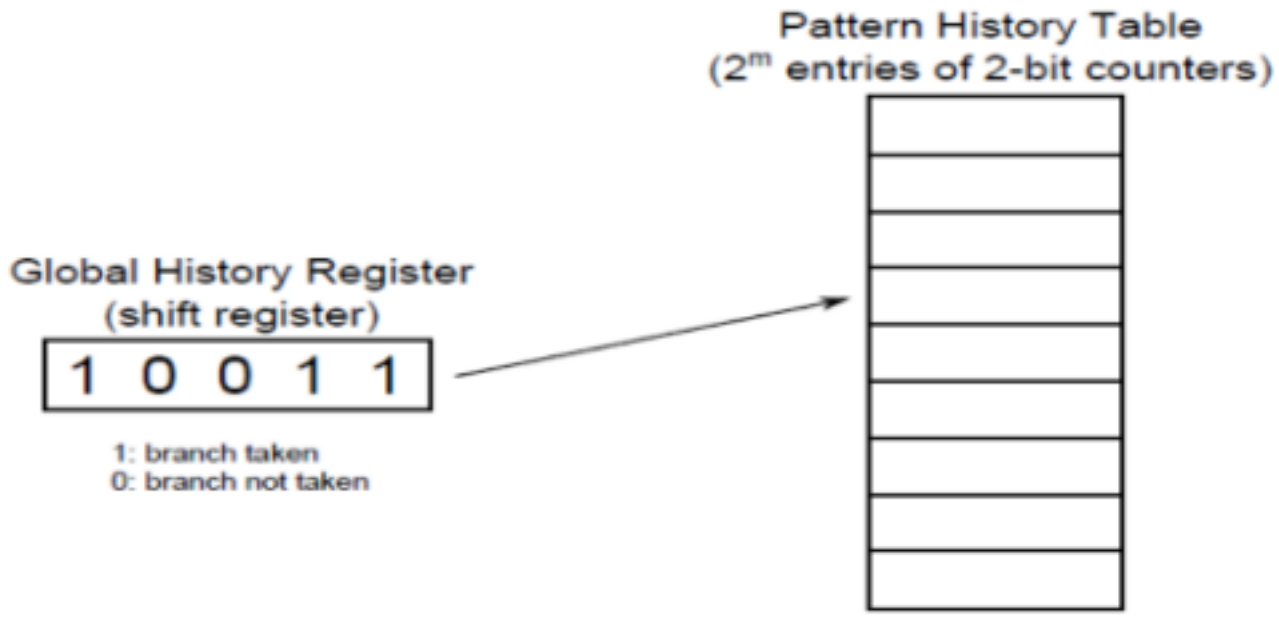 Pattern History Table
(2^m entries of 2-bit counters)
Global History Register
(shift register)
1 0 0 1 1
1: branch taken
0: branch not taken